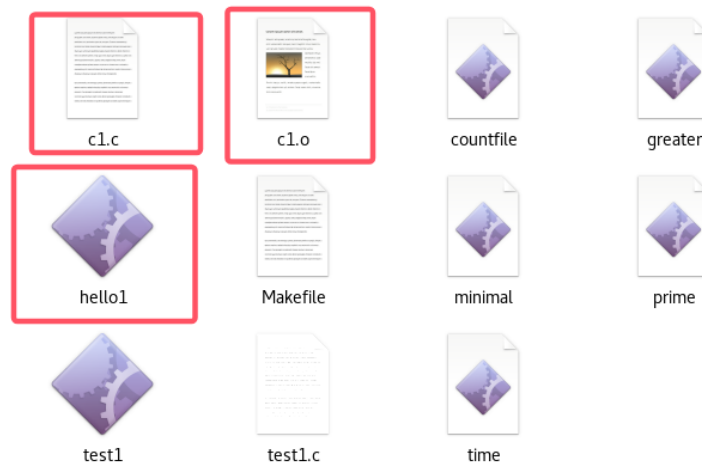 c1.c
c1.o
countfile
greater
hello1
Makefile
minimal
prime
test1
test1.c
time